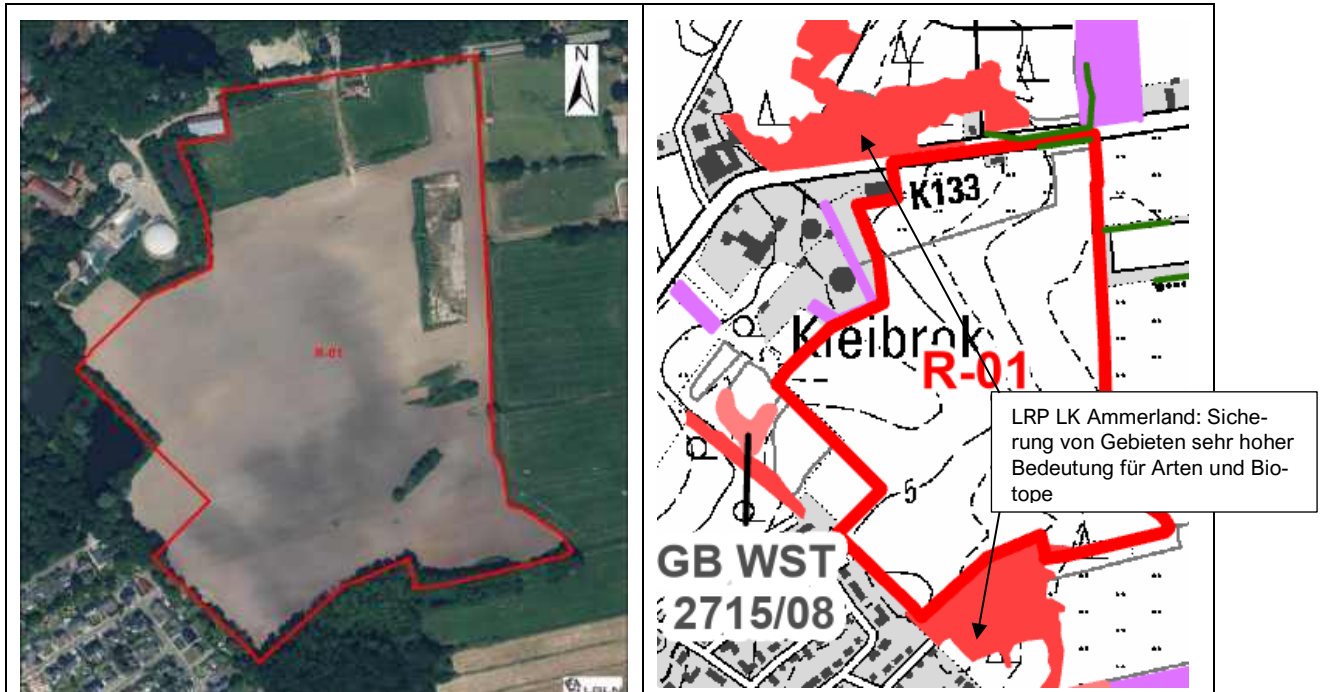 N
R-01
LGLN
K133
Kleibrok
R-01
5
GB WST
2715/08
LRP LK Ammerland: Siche-
rung von Gebieten sehr hoher
Bedeutung für Arten und Bio-
tope